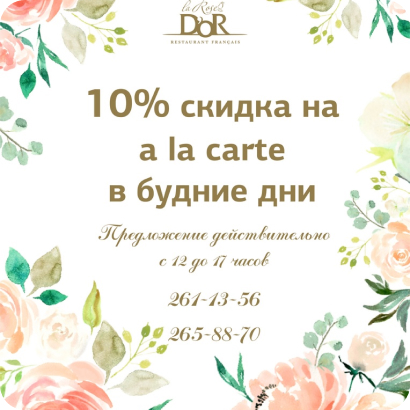 la Rose
DOR
RESTAURANT FRANÇAIS
10% скидка на
a la carte
в будние дни
Предложение действительно
с 12 до 17 часов
261-13-56
265-88-70